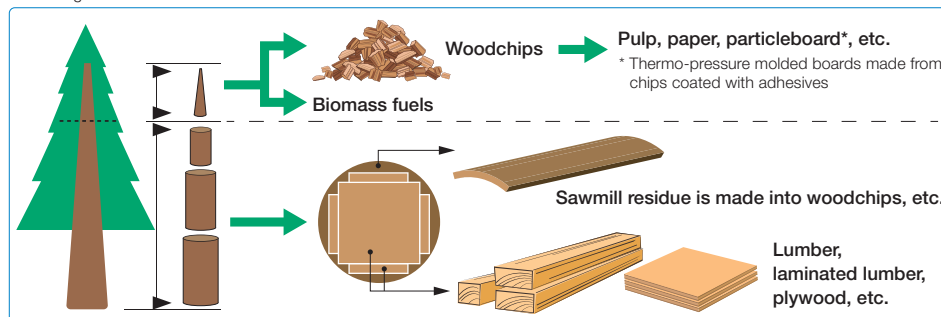 Woodchips
Pulp, paper, particleboard*, etc.
* Thermo-pressure molded boards made from
chips coated with adhesives
Biomass fuels
Sawmill residue is made into woodchips, etc.
Lumber,
laminated lumber,
plywood, etc.